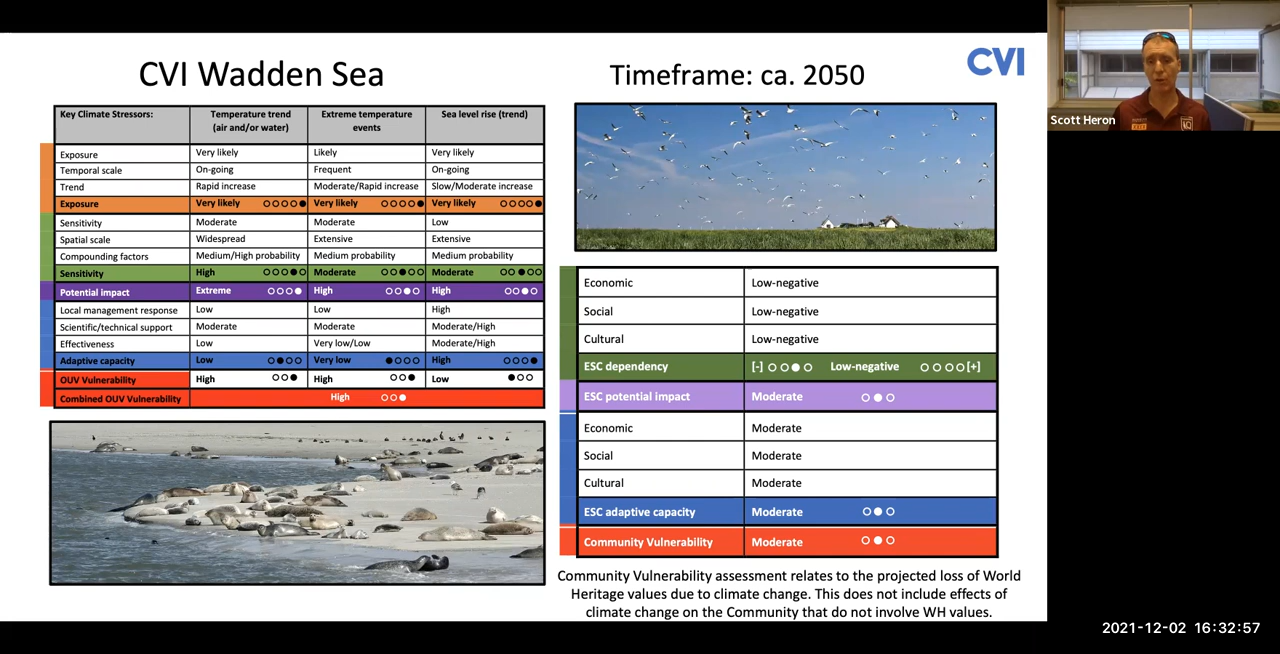 CVI Wadden Sea
Timeframe: ca. 2050
CVI
Scott Heron
Key Climate Stressors: Temperature trend (air and/or water) Extreme temperature events Sea level rise (trend)
Exposure Very likely Likely Very likely
Temporal scale On-going Frequent On-going
Trend Rapid increase Moderate/Rapid increase Slow/Moderate increase
Exposure Very likely Very likely Very likely
Sensitivity Moderate Moderate Low
Spatial scale Widespread Extensive Extensive
Compounding factors Medium/High probability Medium probability Medium probability
Sensitivity High Moderate Moderate
Potential impact Extreme High High
Local management response Low Low High
Scientific/technical support Moderate Moderate Moderate/High
Effectiveness Low Very low/Low Moderate/High
Adaptive capacity Low Very low High
OUV Vulnerability High High Low
Combined OUV Vulnerability High
Economic Low-negative
Social Low-negative
Cultural Low-negative
ESC dependency [-] Low-negative [+]
ESC potential impact Moderate
Economic Moderate
Social Moderate
Cultural Moderate
ESC adaptive capacity Moderate
Community Vulnerability Moderate
Community Vulnerability assessment relates to the projected loss of World
Heritage values due to climate change. This does not include effects of
climate change on the Community that do not involve WH values.
2021-12-02 16:32:57